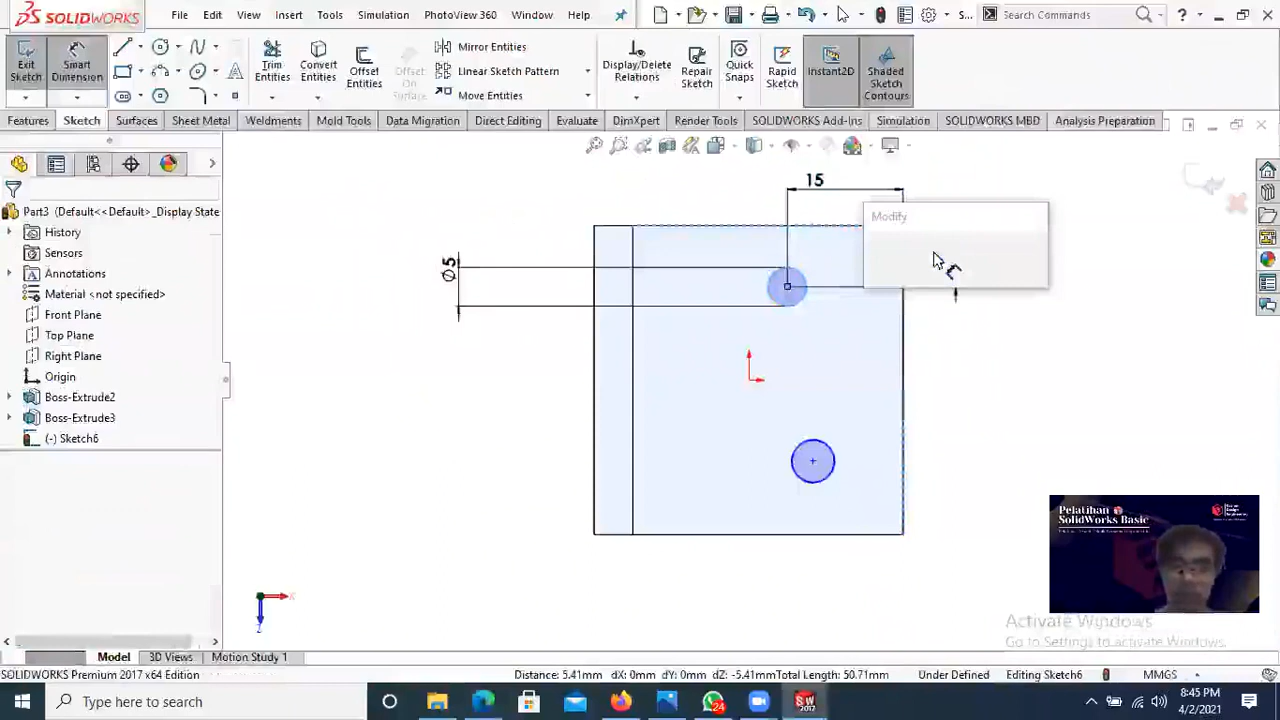 SOLIDWORKS
File Edit View Insert Tools Simulation PhotoView 360 Window Help
S... Search Commands
Exit Sketch
Smart Dimension
Trim Entities
Convert Entities
Offset Entities
Offset On Surface
Mirror Entities
Linear Sketch Pattern
Move Entities
Display/Delete Relations
Repair Sketch
Quick Snaps
Rapid Sketch
Instant2D
Shaded Sketch Contours
Features Sketch Surfaces Sheet Metal Weldments Mold Tools Data Migration Direct Editing Evaluate DimXpert Render Tools SOLIDWORKS Add-Ins Simulation SOLIDWORKS MBD Analysis Preparation
Part3 (Default<<Default>_Display State
History
Sensors
Annotations
Material <not specified>
Front Plane
Top Plane
Right Plane
Origin
Boss-Extrude2
Boss-Extrude3
(-) Sketch6
15
Modify
∅5
X
Z
Pelatihan
SolidWorks Basic
Activate Windows
Go to Settings to activate Windows.
Model 3D Views Motion Study 1
SOLIDWORKS Premium 2017 x64 Edition
Distance: 5.41mm dX: 0mm dY: 0mm dZ: -5.41mm Total Length: 50.71mm Under Defined Editing Sketch6 MMGS
Type here to search
24
SW
2017
8:45 PM
4/2/2021